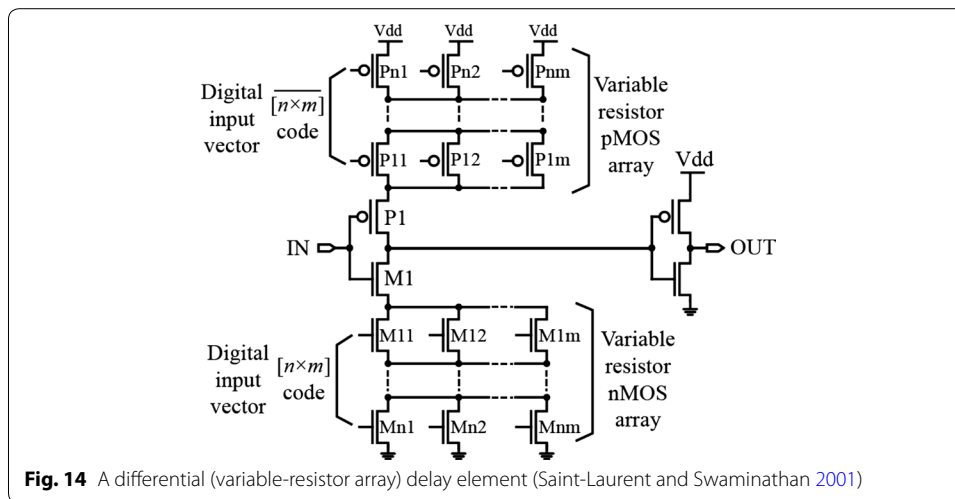 Vdd Vdd Vdd
Pn1 Pn2 Pnm
Digital input vector
[n×m] code
P11 P12 P1m
Variable resistor pMOS array
P1
IN
M1
Vdd
OUT
M11 M12 M1m
Digital input vector
[n×m] code
Mn1 Mn2 Mnm
Variable resistor nMOS array
Fig. 14 A differential (variable-resistor array) delay element (Saint-Laurent and Swaminathan 2001)